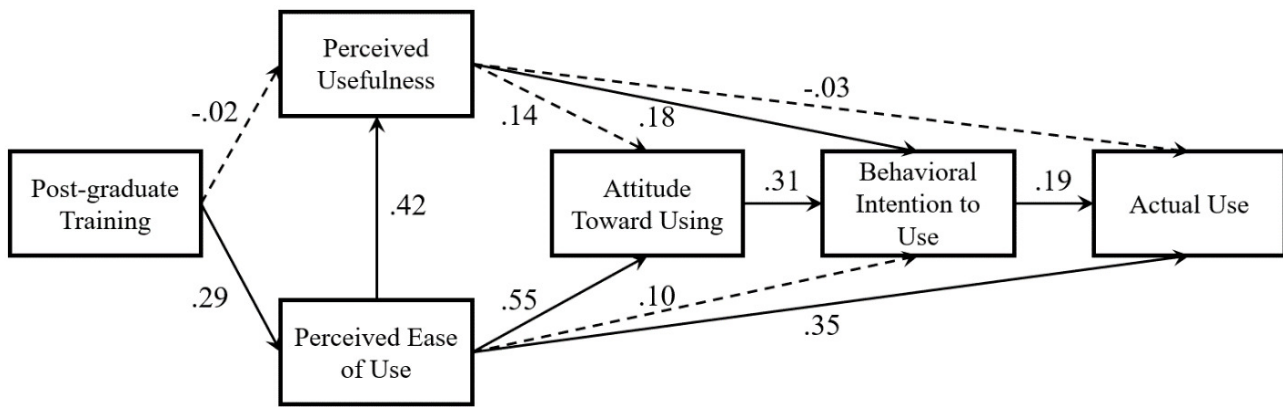 Perceived
Usefulness
-.03
-.02
.14
.18
Post-graduate
Training
.42
Attitude
Toward Using
.31
Behavioral
Intention to
Use
.19
Actual Use
.29
Perceived Ease
of Use
.55
.10
.35